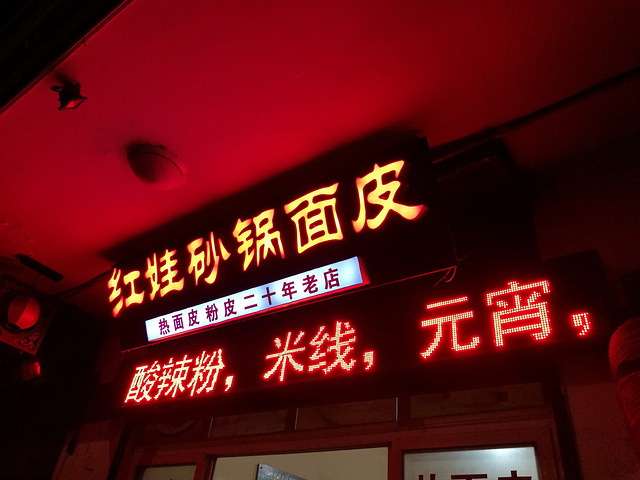 红娃砂锅面皮
热面皮粉皮二十年老店
酸辣粉，米线，元宵，